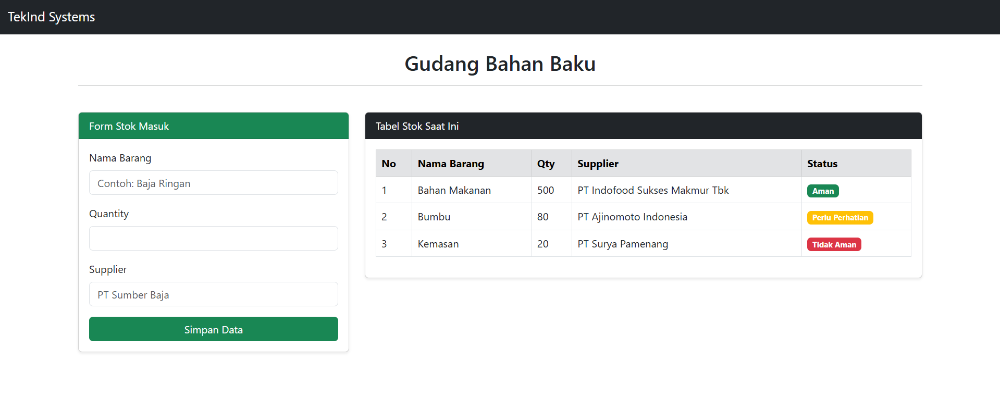 TekInd Systems
Gudang Bahan Baku
Form Stok Masuk
Nama Barang
Contoh: Baja Ringan
Quantity
Supplier
PT Sumber Baja
Simpan Data
Tabel Stok Saat Ini
No Nama Barang Qty Supplier Status
1 Bahan Makanan 500 PT Indofood Sukses Makmur Tbk Aman
2 Bumbu 80 PT Ajinomoto Indonesia Perlu Perhatian
3 Kemasan 20 PT Surya Pamenang Tidak Aman